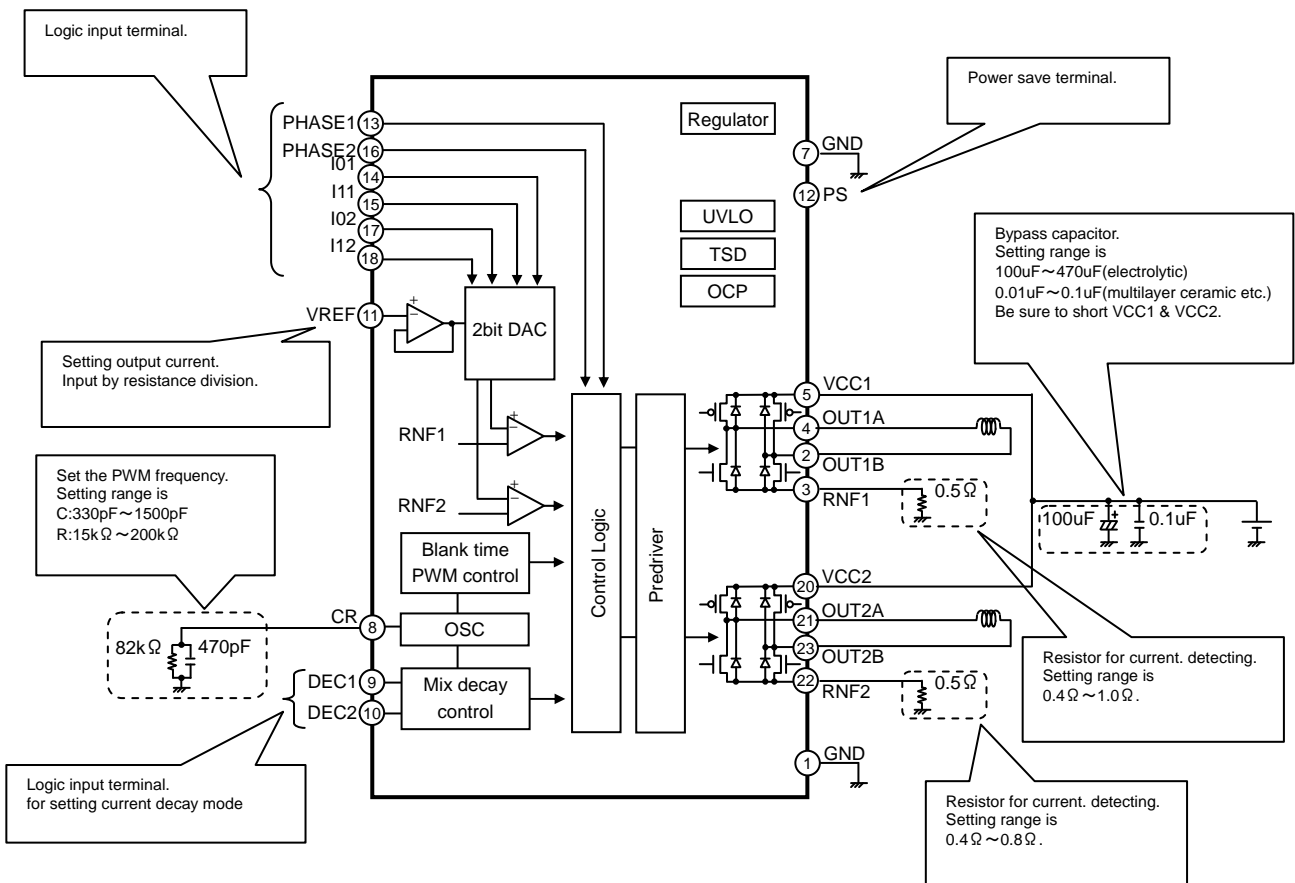 Logic input terminal.
Power save terminal.
PHASE1 13
PHASE2 16
I01 14
I11 15
I02 17
I12 18
VREF 11
2bit DAC
Regulator
UVLO
TSD
OCP
7 GND
12 PS
Bypass capacitor.
Setting range is
100uF～470uF(electrolytic)
0.01uF～0.1uF(multilayer ceramic etc.)
Be sure to short VCC1 & VCC2.
Setting output current.
Input by resistance division.
+
−
RNF1
+
−
RNF2
+
−
Control Logic
Predriver
5 VCC1
4 OUT1A
2 OUT1B
3 RNF1
0.5Ω
100uF
+
0.1uF
Set the PWM frequency.
Setting range is
C:330pF～1500pF
R:15kΩ～200kΩ
Blank time
PWM control
CR 8
OSC
82kΩ
470pF
DEC1 9
DEC2 10
Mix decay
control
20 VCC2
21 OUT2A
23 OUT2B
22 RNF2
0.5Ω
1 GND
Resistor for current. detecting.
Setting range is
0.4Ω～1.0Ω.
Logic input terminal.
for setting current decay mode
Resistor for current. detecting.
Setting range is
0.4Ω～0.8Ω.